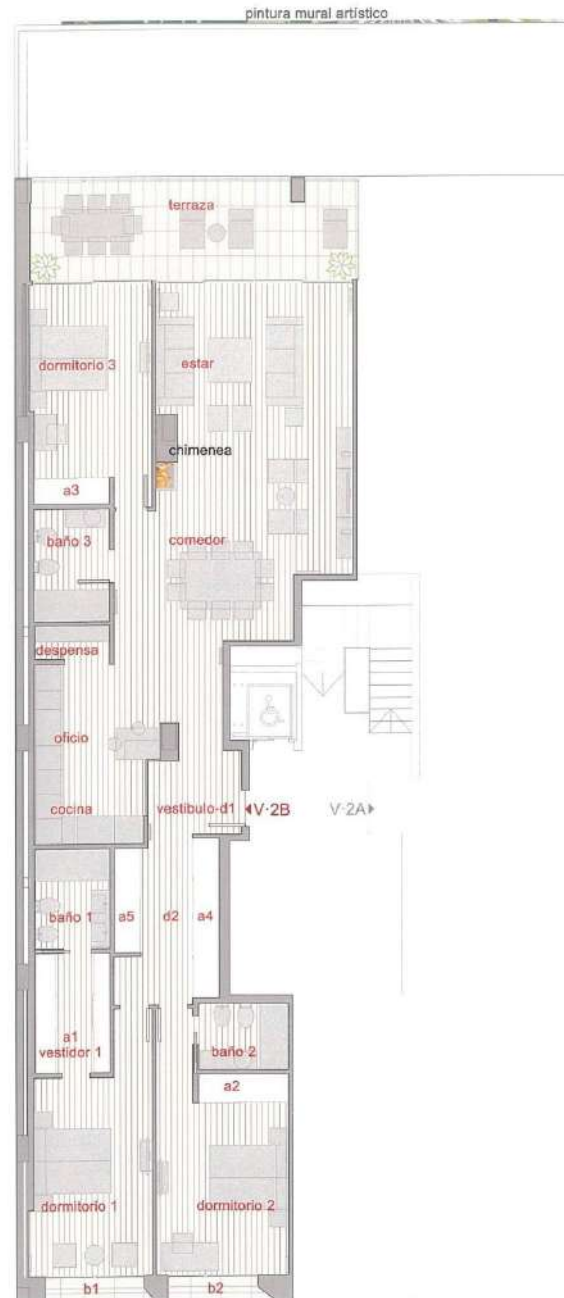 pintura mural artístico
terraza
dormitorio 3
estar
chimenea
a3
baño 3
comedor
despensa
oficio
cocina
vestibulo-d1
V·2B
V·2A
baño 1
a5
d2
a4
a1
vestidor 1
baño 2
a2
dormitorio 1
dormitorio 2
b1
b2